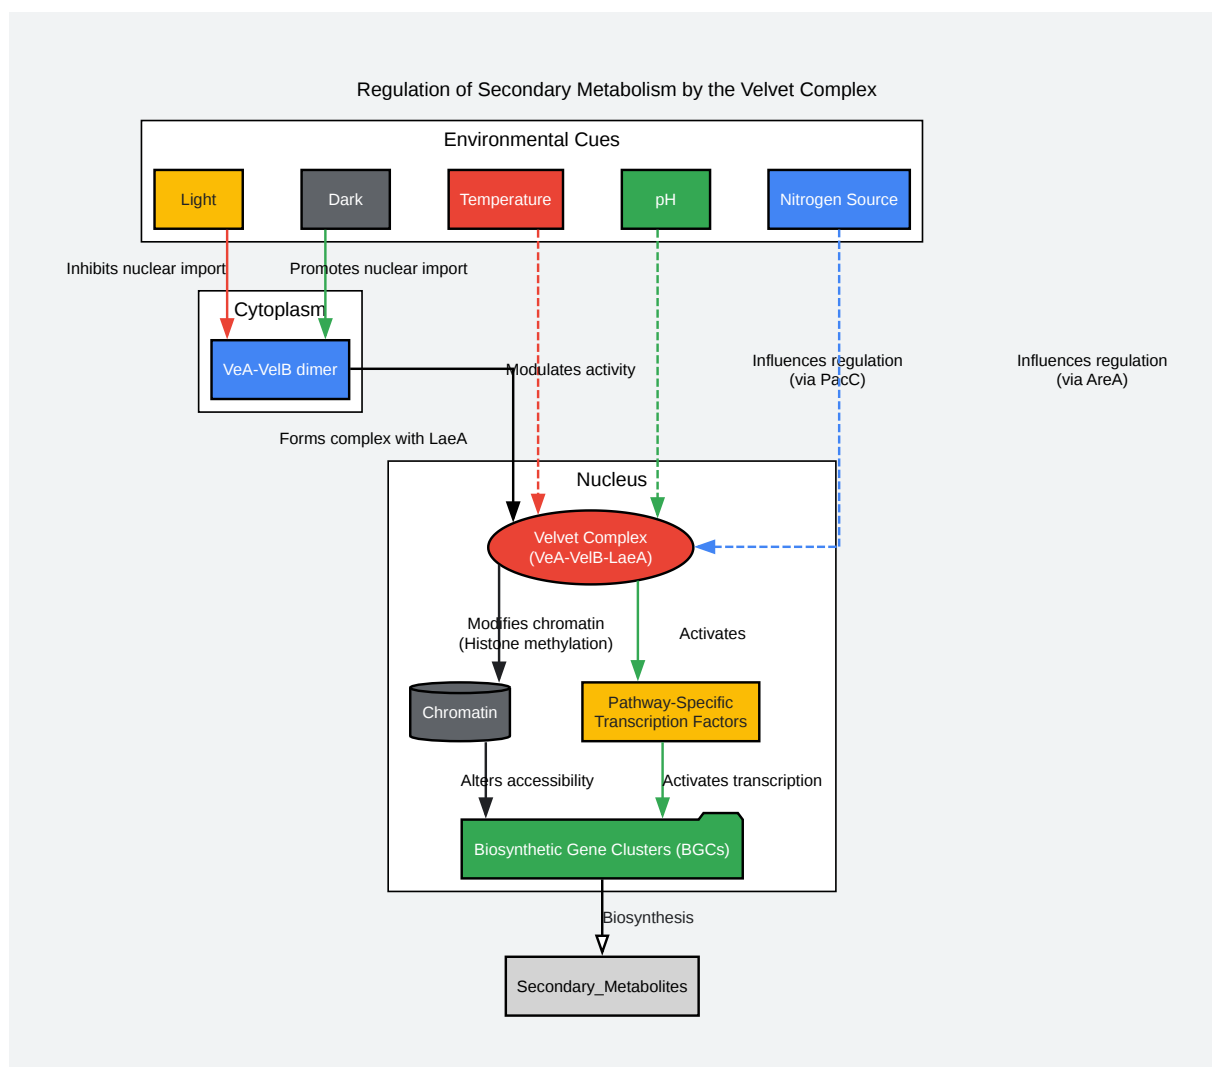 Regulation of Secondary Metabolism by the Velvet Complex
Environmental Cues
Light
Dark
Temperature
pH
Nitrogen Source
Inhibits nuclear import
Promotes nuclear import
Cytoplasm
VeA-VelB dimer
Modulates activity
Influences regulation
(via PacC)
Influences regulation
(via AreA)
Forms complex with LaeA
Nucleus
Velvet Complex
(VeA-VelB-LaeA)
Modifies chromatin
(Histone methylation)
Activates
Chromatin
Pathway-Specific
Transcription Factors
Alters accessibility
Activates transcription
Biosynthetic Gene Clusters (BGCs)
Biosynthesis
Secondary_Metabolites